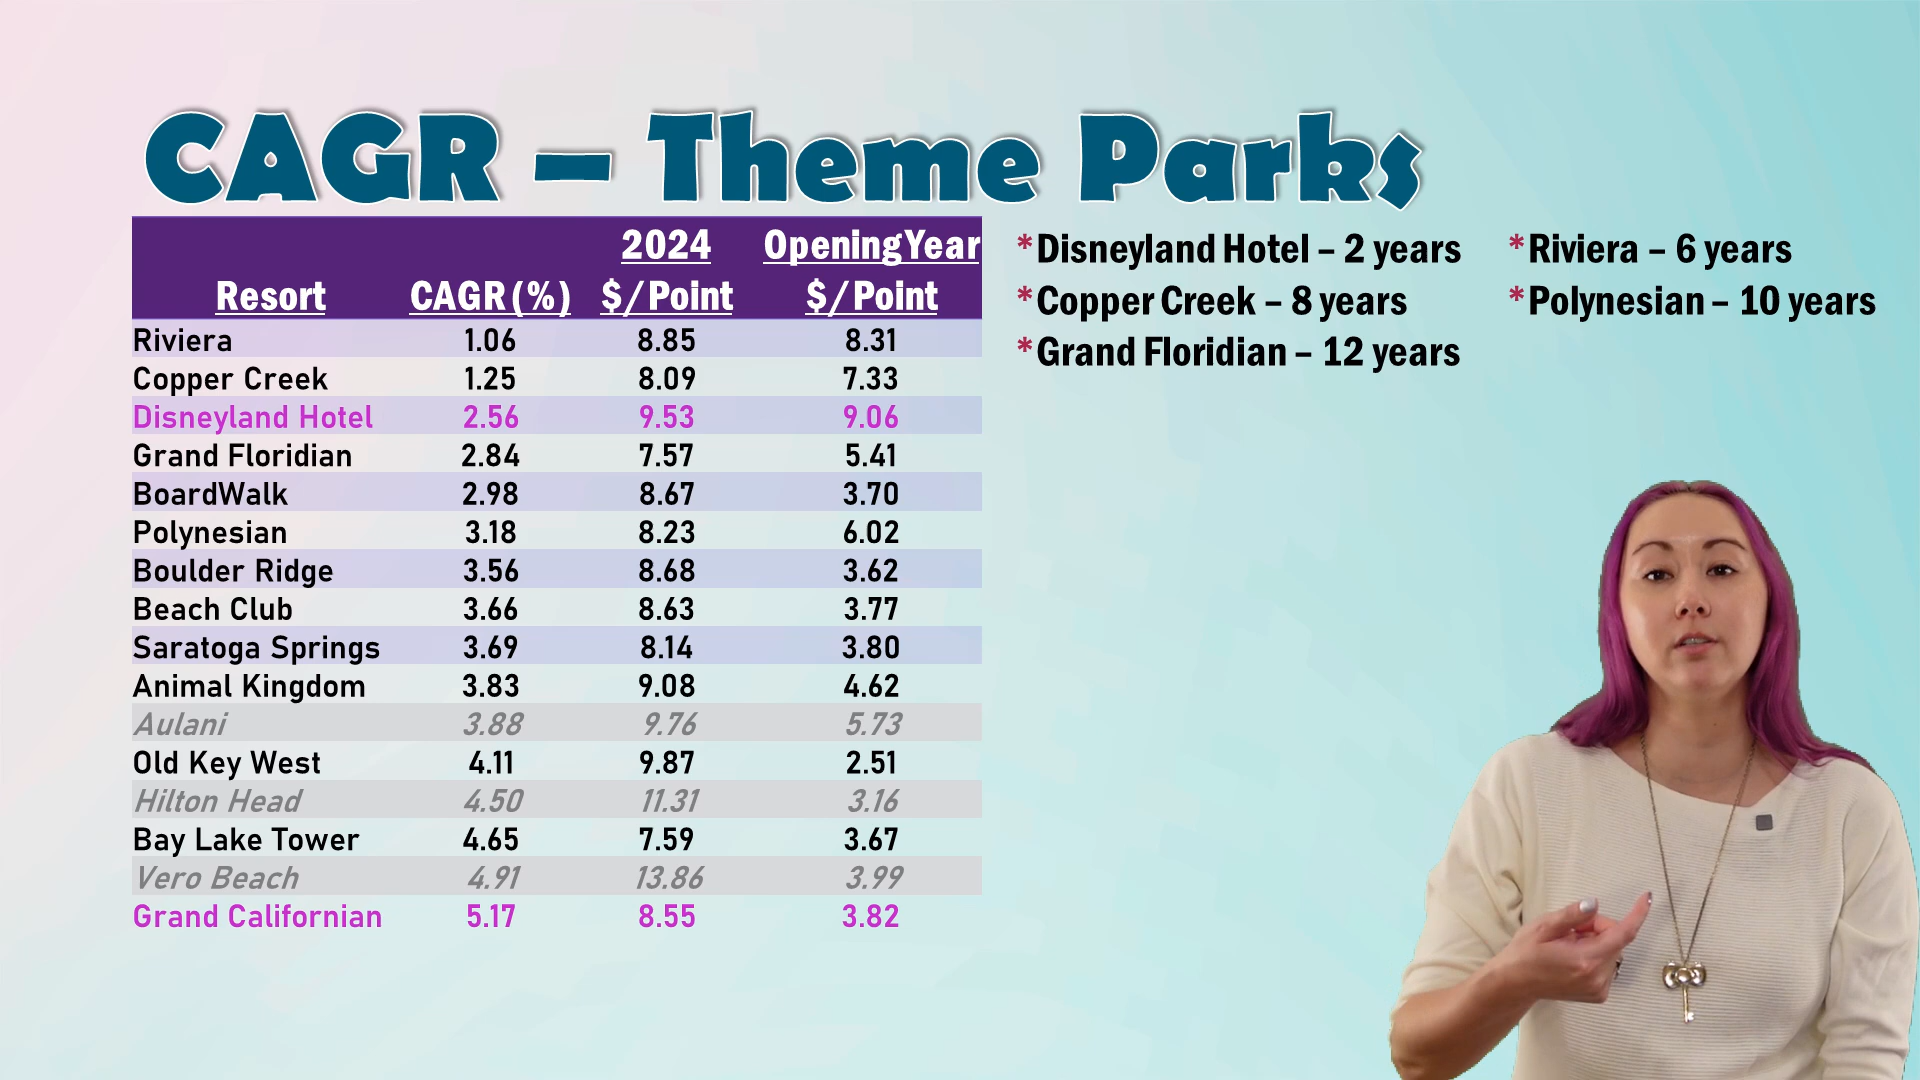 CAGR – Theme Parks
Resort CAGR (%) 2024 $/Point Opening Year $/Point
Riviera 1.06 8.85 8.31
Copper Creek 1.25 8.09 7.33
Disneyland Hotel 2.56 9.53 9.06
Grand Floridian 2.84 7.57 5.41
BoardWalk 2.98 8.67 3.70
Polynesian 3.18 8.23 6.02
Boulder Ridge 3.56 8.68 3.62
Beach Club 3.66 8.63 3.77
Saratoga Springs 3.69 8.14 3.80
Animal Kingdom 3.83 9.08 4.62
Aulani 3.88 9.76 5.73
Old Key West 4.11 9.87 2.51
Hilton Head 4.50 11.31 3.16
Bay Lake Tower 4.65 7.59 3.67
Vero Beach 4.91 13.86 3.99
Grand Californian 5.17 8.55 3.82
*Disneyland Hotel – 2 years
*Copper Creek – 8 years
*Grand Floridian – 12 years
*Riviera – 6 years
*Polynesian – 10 years